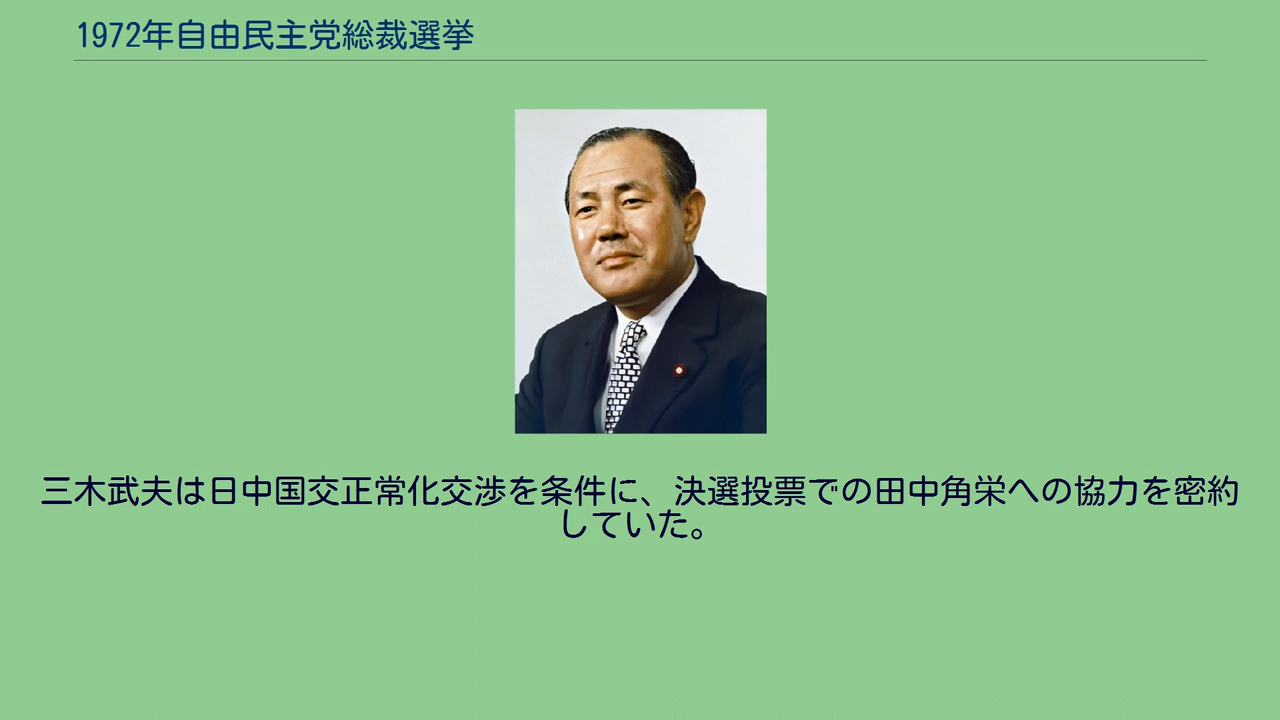 1972年自由民主党総裁選挙
三木武夫は日中国交正常化交渉を条件に、決選投票での田中角栄への協力を密約
していた。